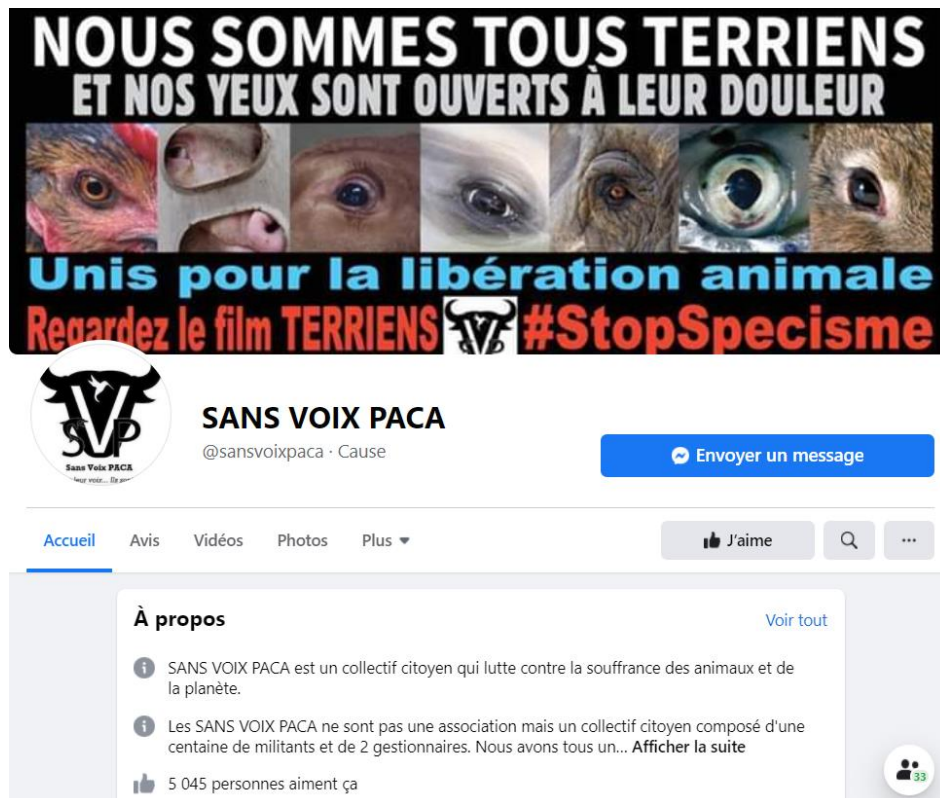 NOUS SOMMES TOUS TERRIENS
ET NOS YEUX SONT OUVERTS À LEUR DOULEUR
Unis pour la libération animale
Regardez le film TERRIENS SVP #StopSpecisme
SVP
Sans Voix PACA
SANS VOIX PACA
@sansvoixpaca · Cause
Envoyer un message
Accueil Avis Vidéos Photos Plus J'aime ...
À propos Voir tout
SANS VOIX PACA est un collectif citoyen qui lutte contre la souffrance des animaux et de
la planète.
Les SANS VOIX PACA ne sont pas une association mais un collectif citoyen composé d'une
centaine de militants et de 2 gestionnaires. Nous avons tous un... Afficher la suite
5 045 personnes aiment ça
33